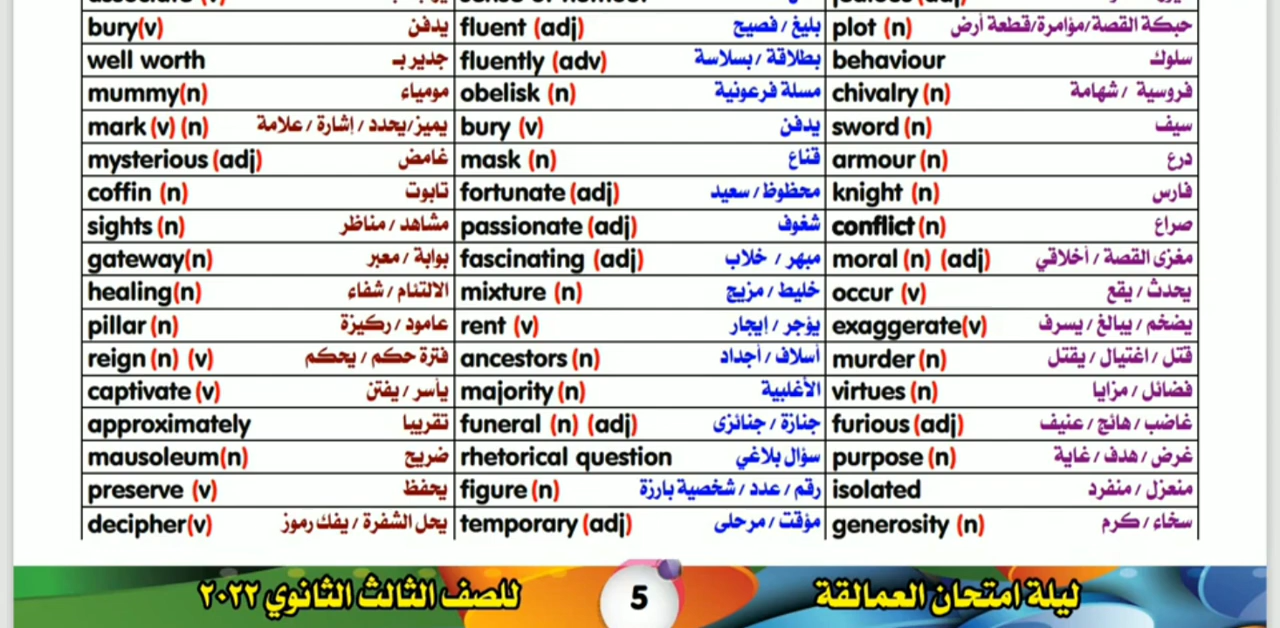 bury(v) يدفن fluent (adj) بليغ / فصيح plot (n) حبكة القصة/مؤامرة/قطعة أرض
well worth جدير بـ fluently (adv) بطلاقة / بسلاسة behaviour سلوك
mummy(n) مومياء obelisk (n) مسلة فرعونية chivalry (n) فروسية / شهامة
mark (v) (n) يميز/يحدد / إشارة / علامة bury (v) يدفن sword (n) سيف
mysterious (adj) غامض mask (n) قناع armour (n) درع
coffin (n) تابوت fortunate (adj) محظوظ / سعيد knight (n) فارس
sights (n) مشاهد / مناظر passionate (adj) شغوف conflict (n) صراع
gateway(n) بوابة / معبر fascinating (adj) مبهر / خلاب moral (n) (adj) مغزى القصة / أخلاقي
healing(n) الالتئام / شفاء mixture (n) خليط / مزيج occur (v) يحدث / يقع
pillar (n) عامود / ركيزة rent (v) يؤجر / إيجار exaggerate(v) يضخم / يبالغ / يسرف
reign (n) (v) فترة حكم / يحكم ancestors (n) أسلاف / أجداد murder (n) قتل / اغتيال / يقتل
captivate (v) يأسر / يفتن majority (n) الأغلبية virtues (n) فضائل / مزايا
approximately تقريبا funeral (n) (adj) جنازة / جنائزى furious (adj) غاضب / هائج / عنيف
mausoleum(n) ضريح rhetorical question سؤال بلاغي purpose (n) غرض / هدف / غاية
preserve (v) يحفظ figure (n) رقم / عدد / شخصية بارزة isolated منعزل / منفرد
decipher(v) يحل الشفرة / يفك رموز temporary (adj) مؤقت / مرحلى generosity (n) سخاء / كرم
ليلة امتحان العمالقة 5 للصف الثالث الثانوي ٢٠٢٢